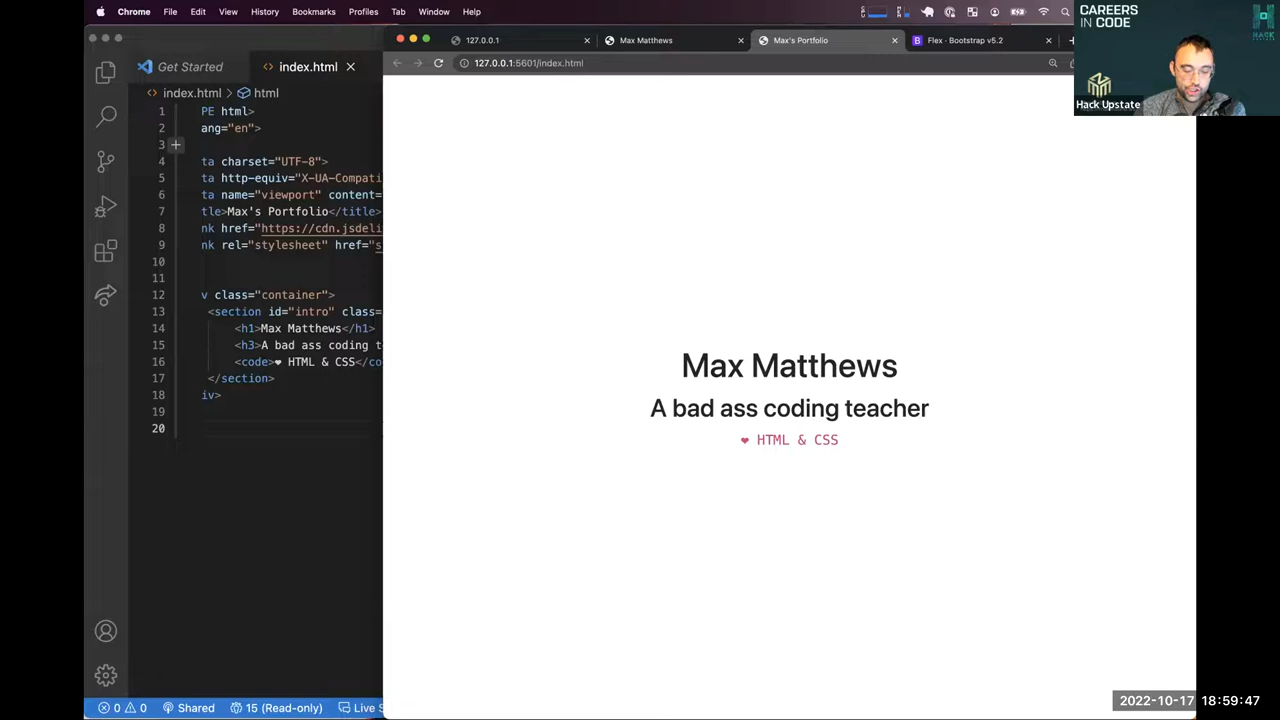 Chrome File Edit View History Bookmarks Profiles Tab Window Help
CAREERS
IN CODE
HACK
Hack Upstate
Get Started
index.html
127.0.0.1
Max Matthews
Max's Portfolio
Flex · Bootstrap v5.2
127.0.0.1:5601/index.html
index.html > html
1 PE html>
2 ang="en">
3
4 ta charset="UTF-8">
5 ta http-equiv="X-UA-Compati
6 ta name="viewport" content=
7 tle>Max's Portfolio</title>
8 nk href="https://cdn.jsdeli
9 nk rel="stylesheet" href="s
10
11
12 v class="container">
13 <section id="intro" class=
14 <h1>Max Matthews</h1>
15 <h3>A bad ass coding t
16 <code>❤ HTML & CSS</co
17 </section>
18 iv>
19
20
Max Matthews
A bad ass coding teacher
❤ HTML & CSS
0 0 Shared 15 (Read-only) Live S
2022-10-17 18:59:47